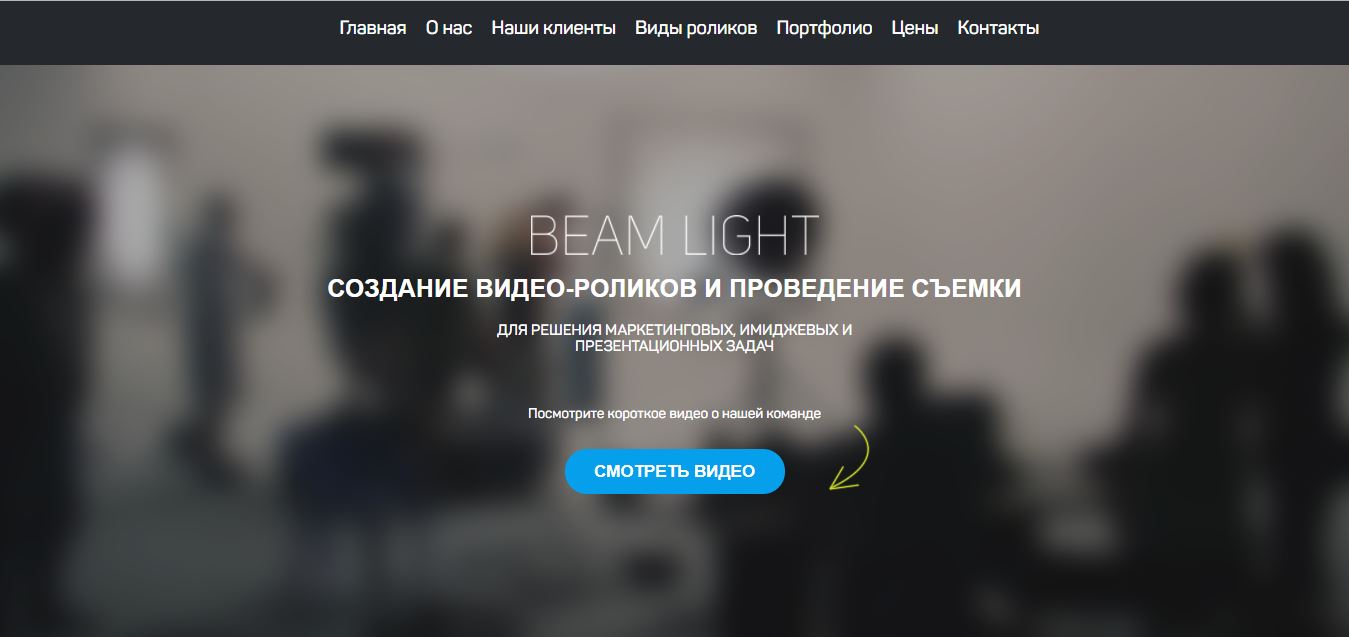 Главная О нас Наши клиенты Виды роликов Портфолио Цены Контакты
BEAM LIGHT
СОЗДАНИЕ ВИДЕО-РОЛИКОВ И ПРОВЕДЕНИЕ СЪЕМКИ
ДЛЯ РЕШЕНИЯ МАРКЕТИНГОВЫХ, ИМИДЖЕВЫХ И
ПРЕЗЕНТАЦИОННЫХ ЗАДАЧ
Посмотрите короткое видео о нашей команде
СМОТРЕТЬ ВИДЕО